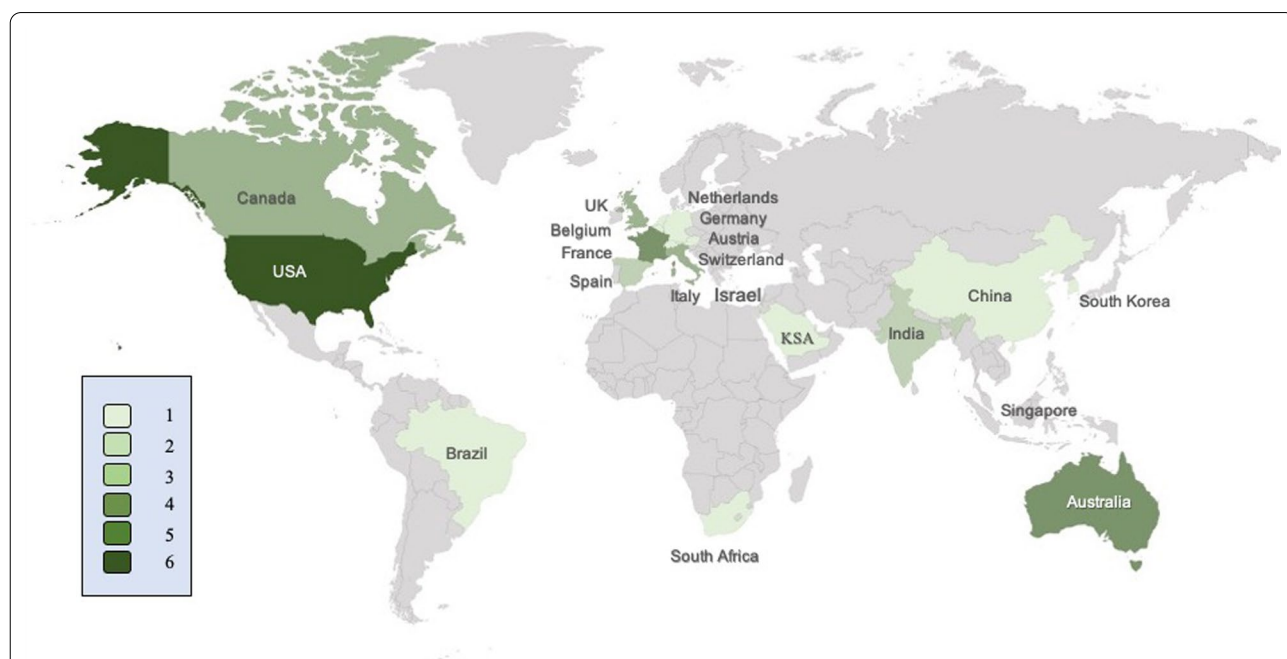 Canada
USA
UK
Belgium
France
Spain
Netherlands
Germany
Austria
Switzerland
Italy
Israel
KSA
China
South Korea
India
Singapore
Brazil
South Africa
Australia
1
2
3
4
5
6